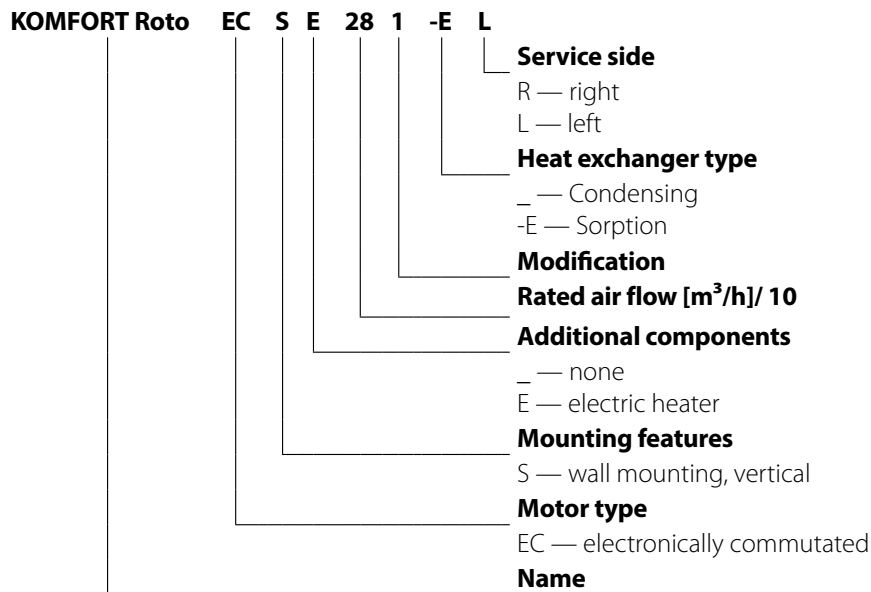 KOMFORT Roto EC S E 28 1 -E L
Service side
R — right
L — left
Heat exchanger type
_ — Condensing
-E — Sorption
Modification
Rated air flow [m³/h]/ 10
Additional components
_ — none
E — electric heater
Mounting features
S — wall mounting, vertical
Motor type
EC — electronically commutated
Name